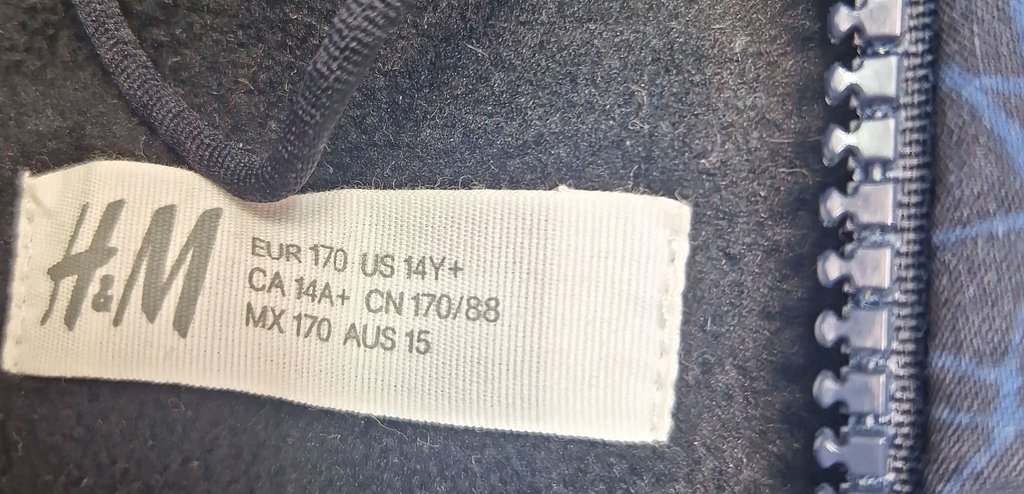 H&M
EUR 170 US 14Y+
CA 14A+ CN 170/88
MX 170 AUS 15